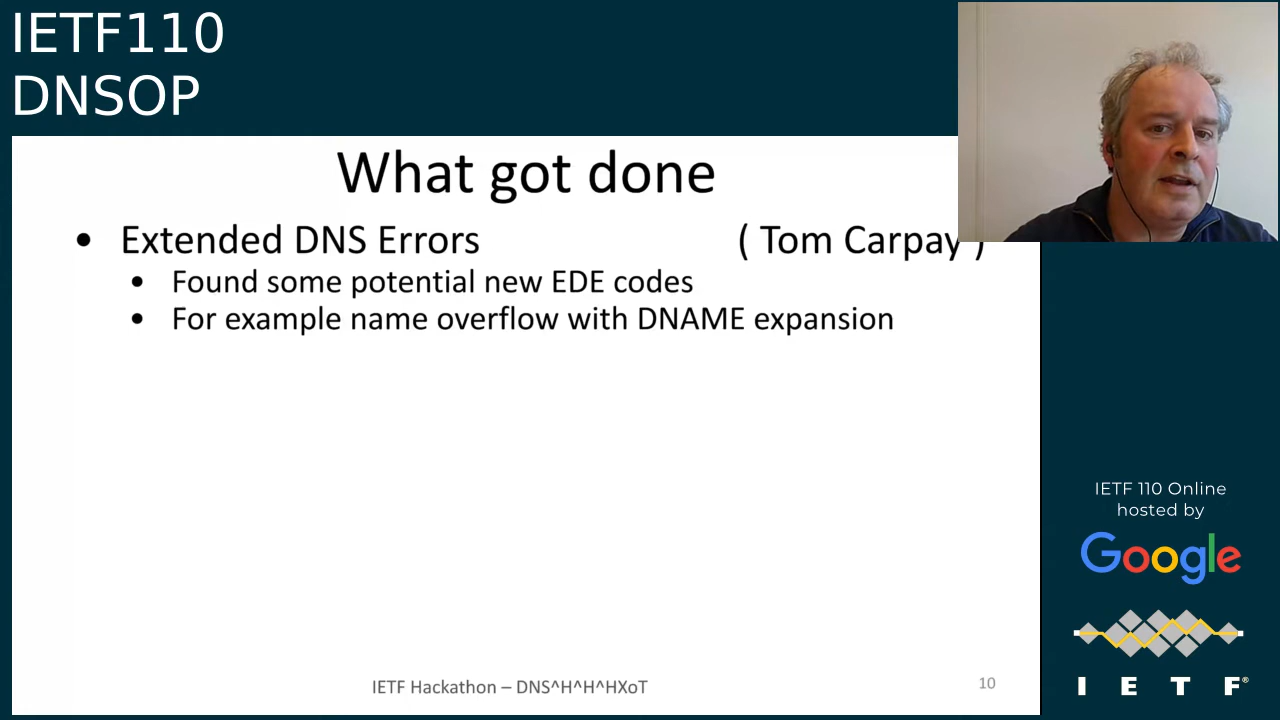 IETF110
DNSOP
What got done
• Extended DNS Errors ( Tom Carpay )
• Found some potential new EDE codes
• For example name overflow with DNAME expansion
IETF Hackathon – DNS^H^H^HXoT
10
IETF 110 Online
hosted by
Google
I E T F®